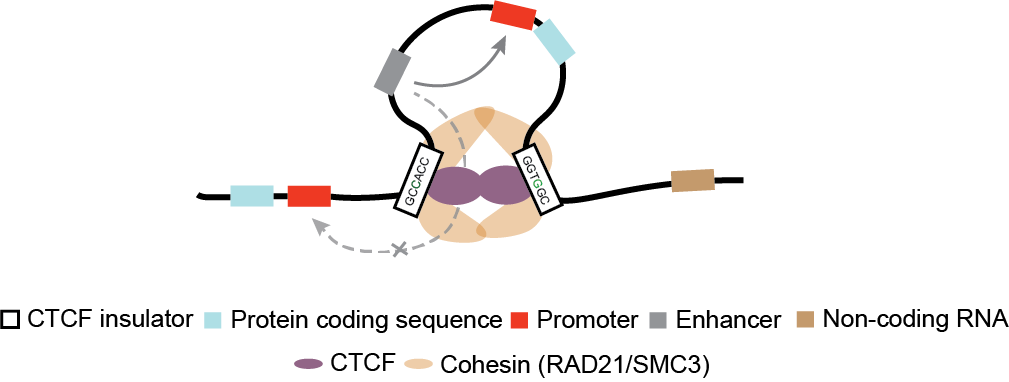 GCCACC
GGTGGC
CTCF insulator Protein coding sequence Promoter Enhancer Non-coding RNA
CTCF Cohesin (RAD21/SMC3)